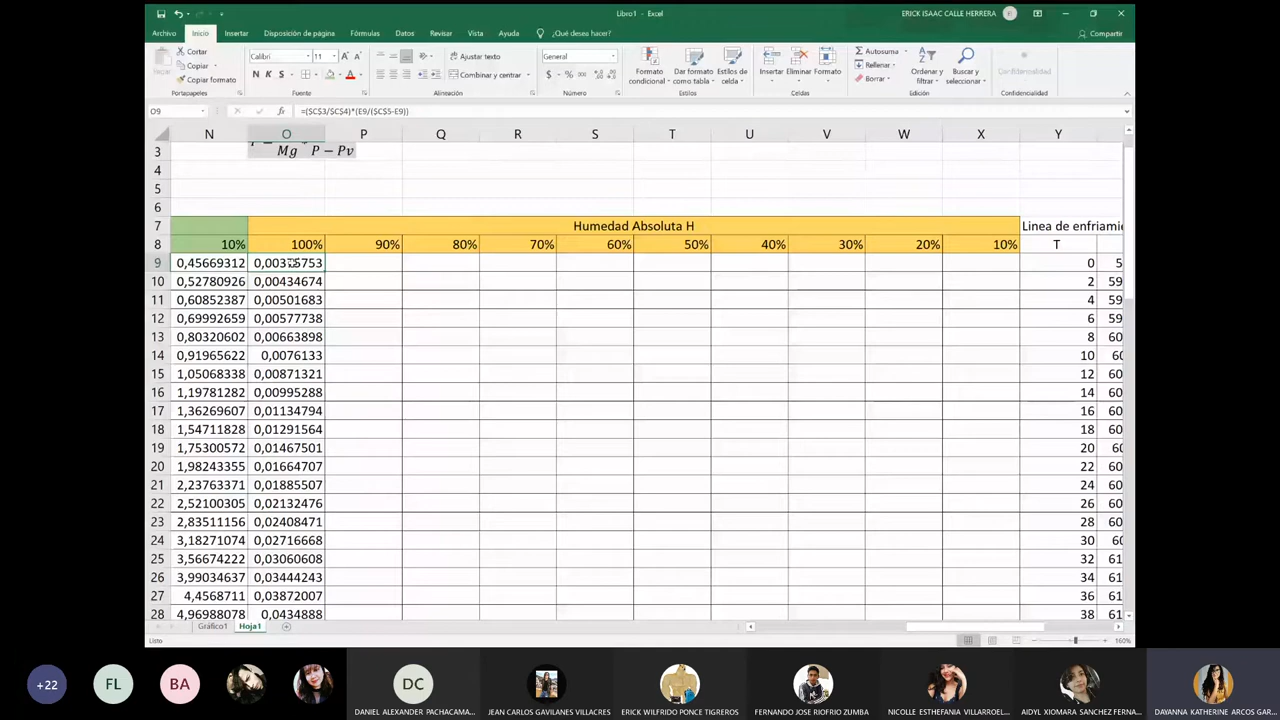 Libro1 - Excel
ERICK ISAAC CALLE HERRERA
Archivo Inicio Insertar Disposición de página Fórmulas Datos Revisar Vista Ayuda ¿Qué desea hacer? Compartir
Pegar Cortar Copiar Copiar formato Portapapeles
Calibri 11 N K S Fuente
Ajustar texto Combinar y centrar Alineación
General $ % 000 Número
Formato condicional Dar formato como tabla Estilos de celda Estilos
Insertar Eliminar Formato Celdas
Autosuma Rellenar Borrar Ordenar y filtrar Buscar y seleccionar Edición
Confidencialidad Confidencialidad
O9 fx =($C$3/$C$4)*(E9/($C$5-E9))
N O P Q R S T U V W X Y
3 Mg P − Pv
4
5
6
7 Humedad Absoluta H Linea de enfriamie
8 10% 100% 90% 80% 70% 60% 50% 40% 30% 20% 10% T
9 0,45669312 0 5
10 0,52780926 0,00434674 2 59
11 0,60852387 0,00501683 4 59
12 0,69992659 0,00577738 6 59
13 0,80320602 0,00663898 8 60
14 0,91965622 0,0076133 10 60
15 1,05068338 0,00871321 12 60
16 1,19781282 0,00995288 14 60
17 1,36269607 0,01134794 16 60
18 1,54711828 0,01291564 18 60
19 1,75300572 0,01467501 20 60
20 1,98243355 0,01664707 22 60
21 2,23763371 0,01885507 24 60
22 2,52100305 0,02132476 26 60
23 2,83511156 0,02408471 28 60
24 3,18271074 0,02716668 30 60
25 3,56674222 0,03060608 32 61
26 3,99034637 0,03444243 34 61
27 4,4568711 0,03872007 36 61
28 4,96988078 0,0434888 38 61
Gráfico1 Hoja1
Listo 160%
+22 FL BA DC
DANIEL ALEXANDER PACHACAMA... JEAN CARLOS GAVILANES VILLACRES ERICK WILFRIDO PONCE TIGREROS FERNANDO JOSE RIOFRIO ZUMBA NICOLLE ESTHEFANIA VILLARROEL... AIDYL XIOMARA SANCHEZ FERNA... DAYANNA KATHERINE ARCOS GAR...